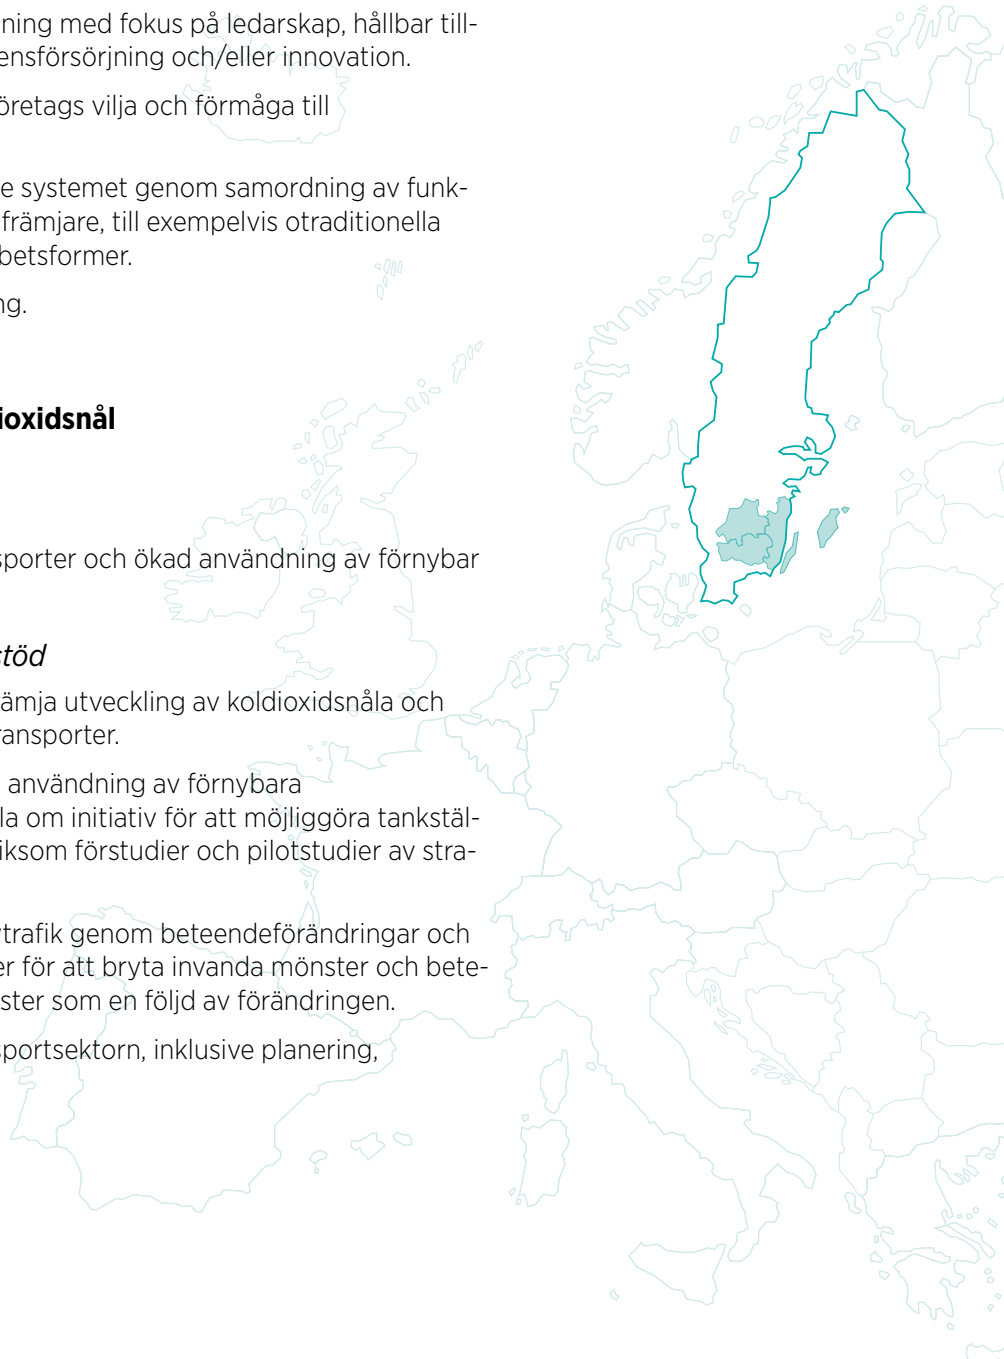 ning med fokus på ledarskap, hållbar till-
ensförsörjning och/eller innovation.
öretags vilja och förmåga till
e systemet genom samordning av funk-
främjare, till exempelvis otraditionella
betsformer.
ng.
ioxidsnål
sporter och ökad användning av förnybar
stöd
ämja utveckling av koldioxidsnåla och
ransporter.
användning av förnybara
la om initiativ för att möjliggöra tankstäl-
iksom förstudier och pilotstudier av stra-
vtrafik genom beteendeförändringar och
er för att bryta invanda mönster och bete-
ster som en följd av förändringen.
sportsektorn, inklusive planering,